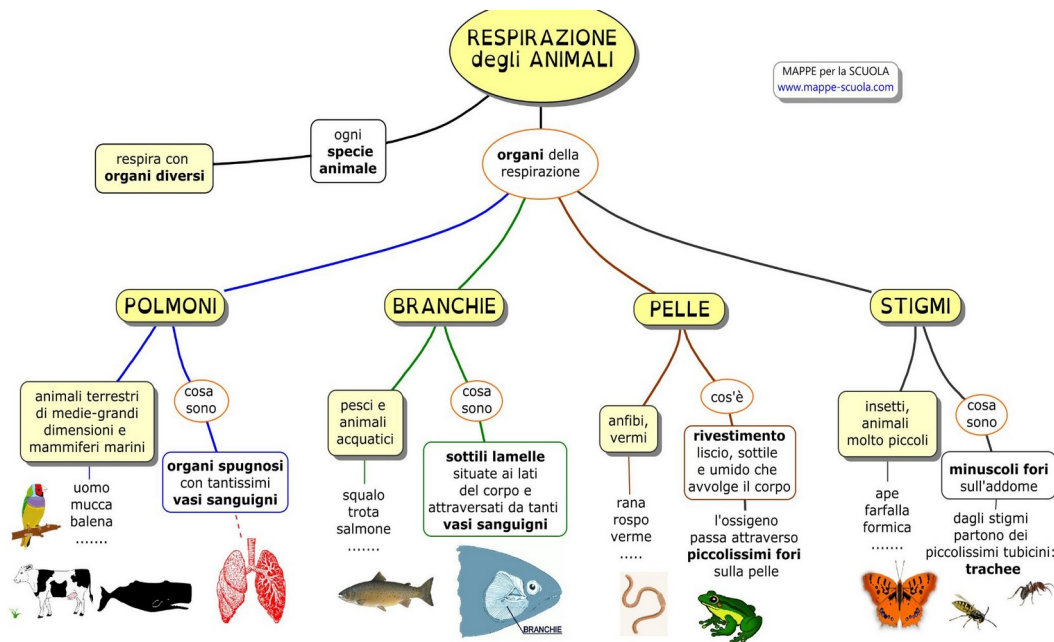 RESPIRAZIONE
degli ANIMALI
MAPPE per la SCUOLA
www.mappe-scuola.com
ogni
specie
animale
respira con
organi diversi
organi della
respirazione
POLMONI
animali terrestri
di medie-grandi
dimensioni e
mammiferi marini
uomo
mucca
balena
.......
cosa
sono
organi spugnosi
con tantissimi
vasi sanguigni
BRANCHIE
pesci e
animali
acquatici
squalo
trota
salmone
.......
cosa
sono
sottili lamelle
situate ai lati
del corpo e
attraversati da tanti
vasi sanguigni
BRANCHIE
PELLE
anfibi,
vermi
rana
rospo
verme
.....
cos'è
rivestimento
liscio, sottile
e umido che
avvolge il corpo
l'ossigeno
passa attraverso
piccolissimi fori
sulla pelle
STIGMI
insetti,
animali
molto piccoli
ape
farfalla
formica
.......
cosa
sono
minuscoli fori
sull'addome
dagli stigmi
partono dei
piccolissimi tubicini:
trachee